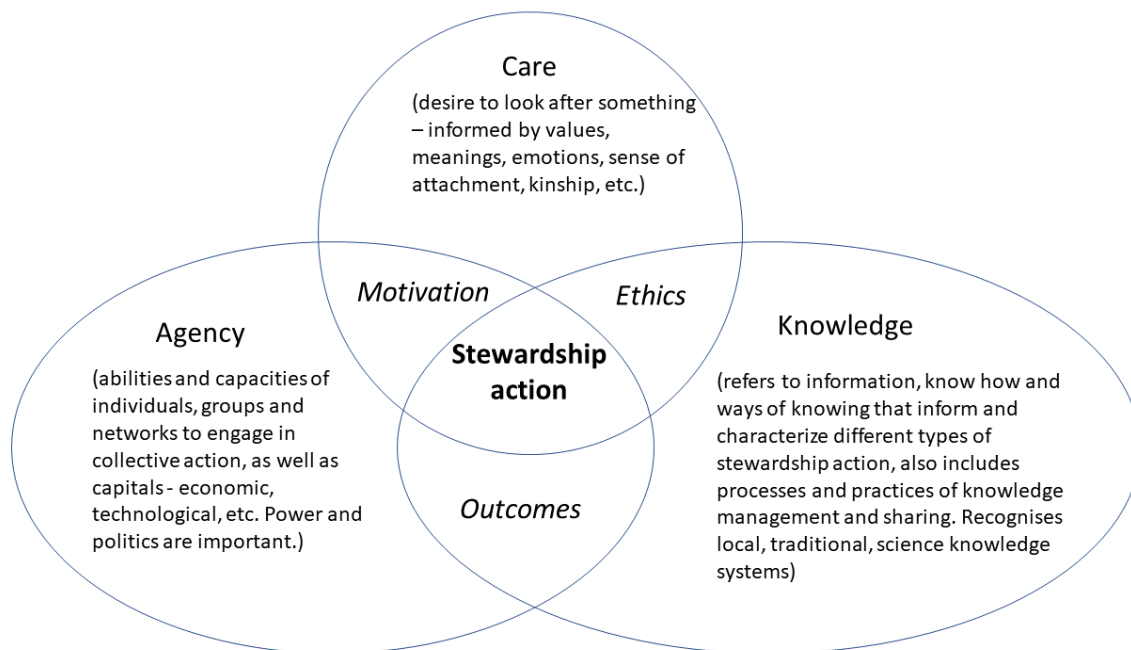 Care
(desire to look after something
– informed by values,
meanings, emotions, sense of
attachment, kinship, etc.)
Motivation
Ethics
Stewardship
action
Agency
(abilities and capacities of
individuals, groups and
networks to engage in
collective action, as well as
capitals - economic,
technological, etc. Power and
politics are important.)
Knowledge
(refers to information, know how and
ways of knowing that inform and
characterize different types of
stewardship action, also includes
processes and practices of knowledge
management and sharing. Recognises
local, traditional, science knowledge
systems)
Outcomes